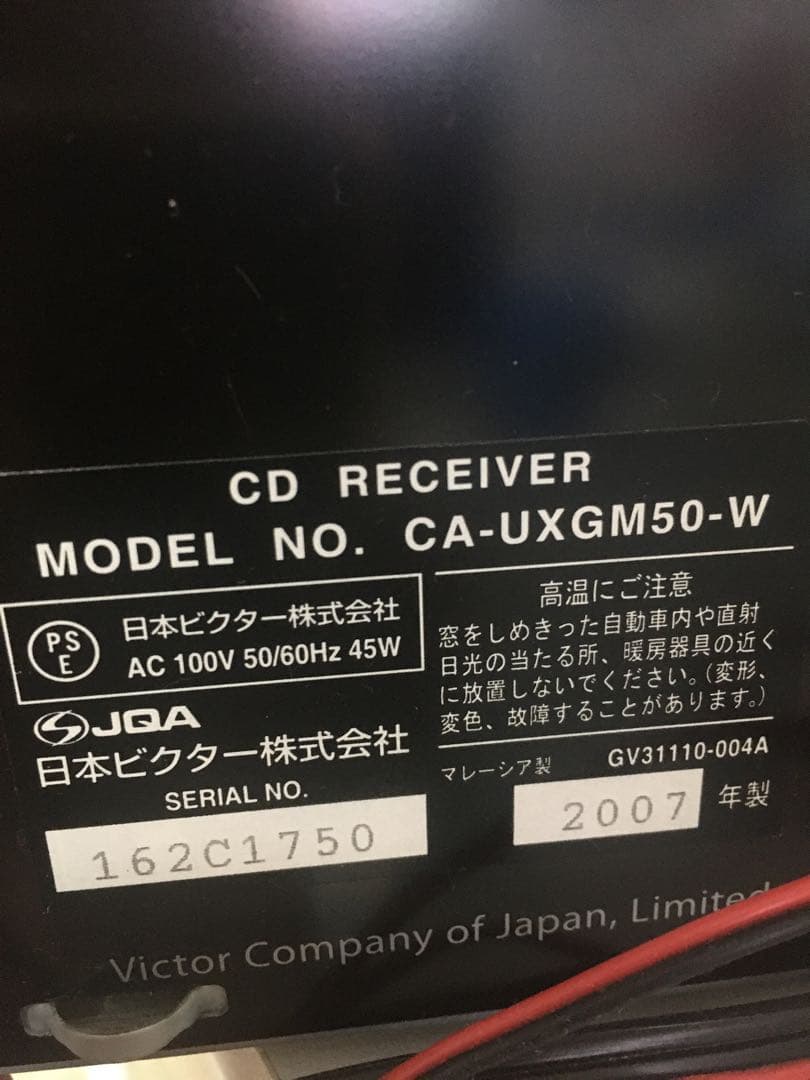 CD RECEIVER
MODEL NO. CA-UXGM50-W
PSE
日本ビクター株式会社
AC 100V 50/60Hz 45W
JQA
日本ビクター株式会社
SERIAL NO.
162C1750
高温にご注意
窓をしめきった自動車内や直射
日光の当たる所、暖房器具の近く
に放置しないでください。(変形、
変色、故障することがあります。)
マレーシア製 GV31110-004A
2007 年製
Victor Company of Japan, Limited